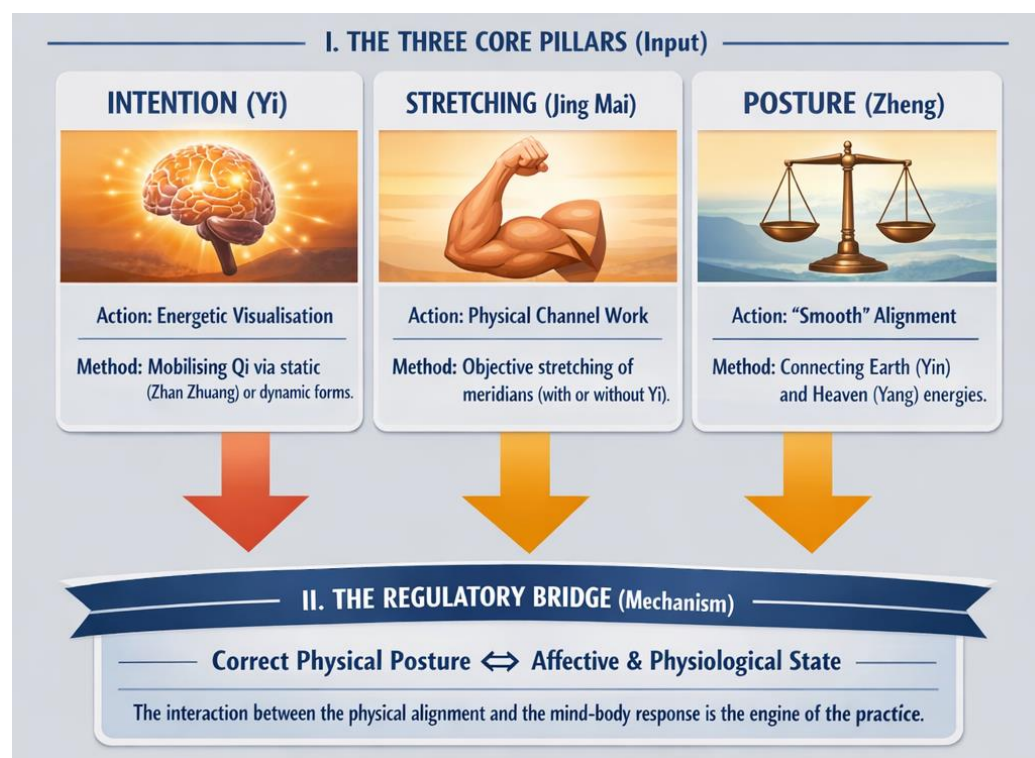 I. THE THREE CORE PILLARS (Input)
INTENTION (Yi)
Action: Energetic Visualisation
Method: Mobilising Qi via static
(Zhan Zhuang) or dynamic forms.
STRETCHING (Jing Mai)
Action: Physical Channel Work
Method: Objective stretching of
meridians (with or without Yi).
POSTURE (Zheng)
Action: “Smooth” Alignment
Method: Connecting Earth (Yin)
and Heaven (Yang) energies.
II. THE REGULATORY BRIDGE (Mechanism)
Correct Physical Posture ⇔ Affective & Physiological State
The interaction between the physical alignment and the mind-body response is the engine of the practice.